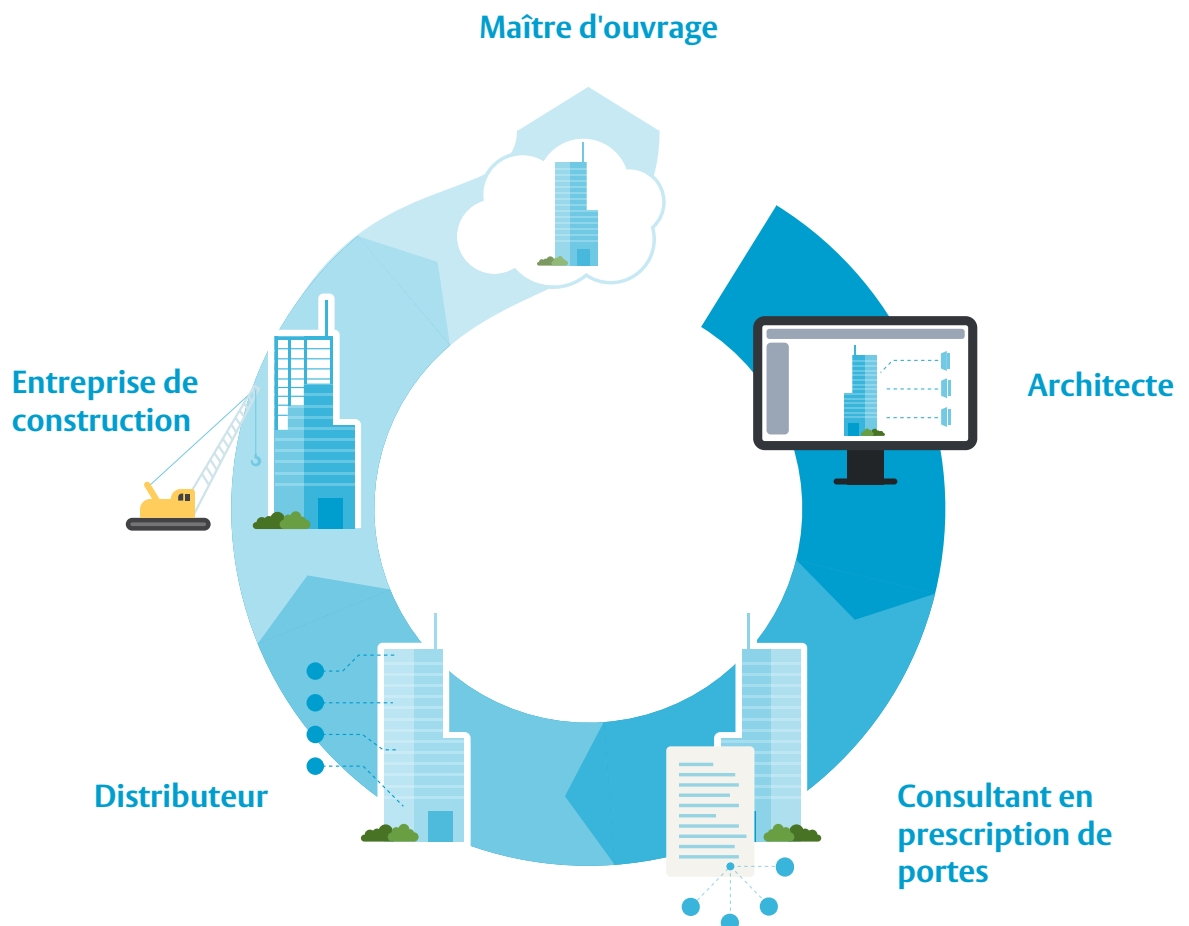 Maître d'ouvrage
Architecte
Consultant en
prescription de
portes
Distributeur
Entreprise de
construction